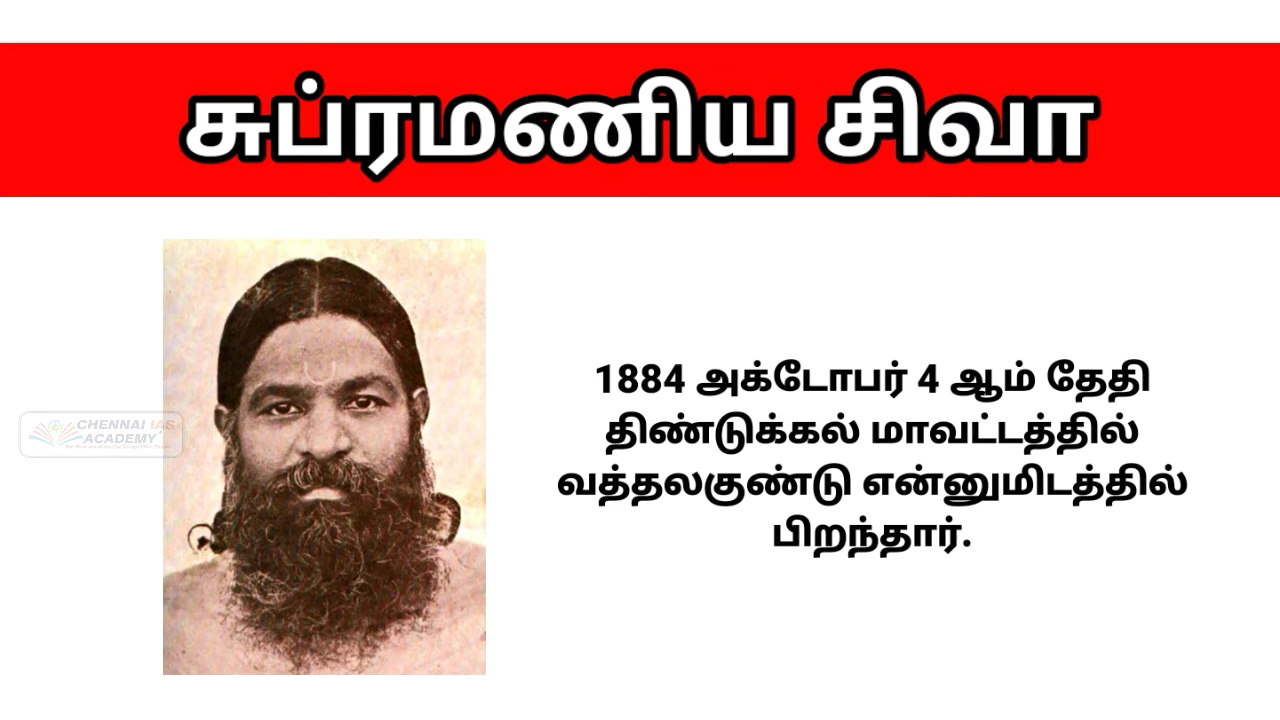 சுப்ரமணிய சிவா
1884 அக்டோபர் 4 ஆம் தேதி
திண்டுக்கல் மாவட்டத்தில்
வத்தலகுண்டு என்னுமிடத்தில்
பிறந்தார்.
CHENNAI IAS
ACADEMY